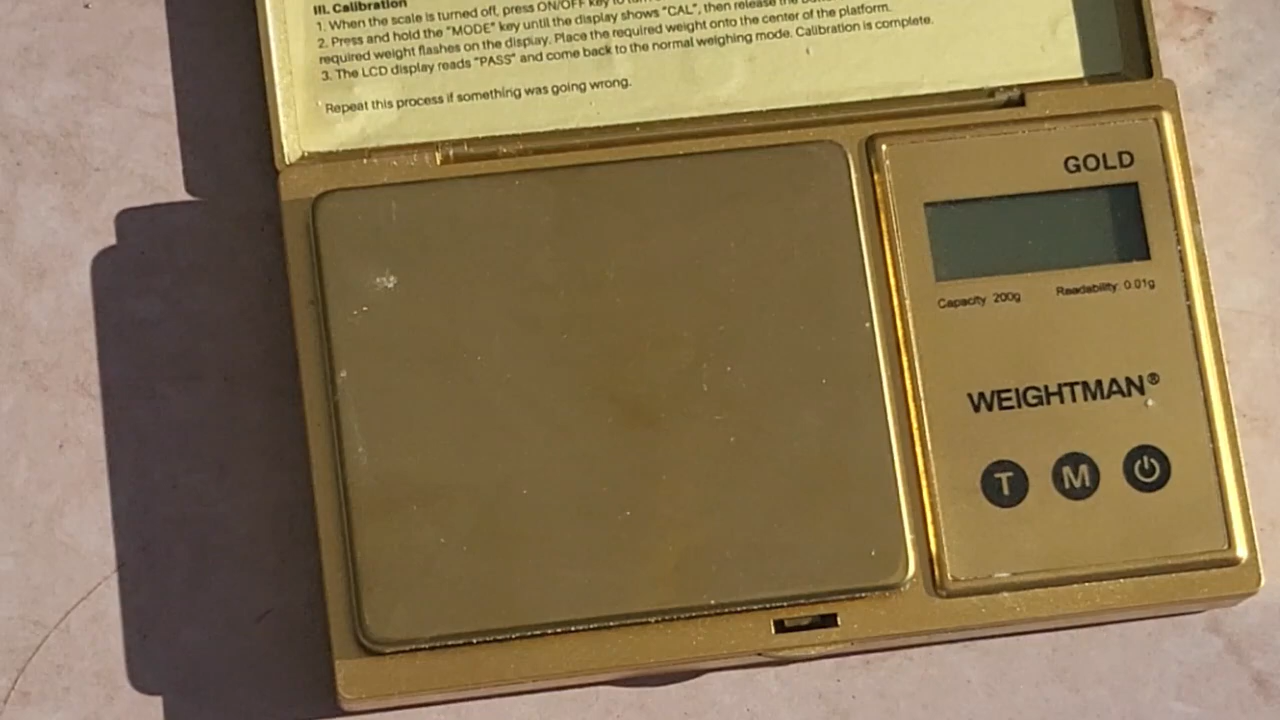 III. Calibration
1. When the scale is turned off, press ON/OFF key to
2. Press and hold the "MODE" key until the display shows "CAL", then release the
required weight flashes on the display. Place the required weight onto the center of the platform.
3. The LCD display reads "PASS" and come back to the normal weighing mode. Calibration is complete.
Repeat this process if something was going wrong.
GOLD
Capacity 200g Readability 0.01g
WEIGHTMAN®
T M